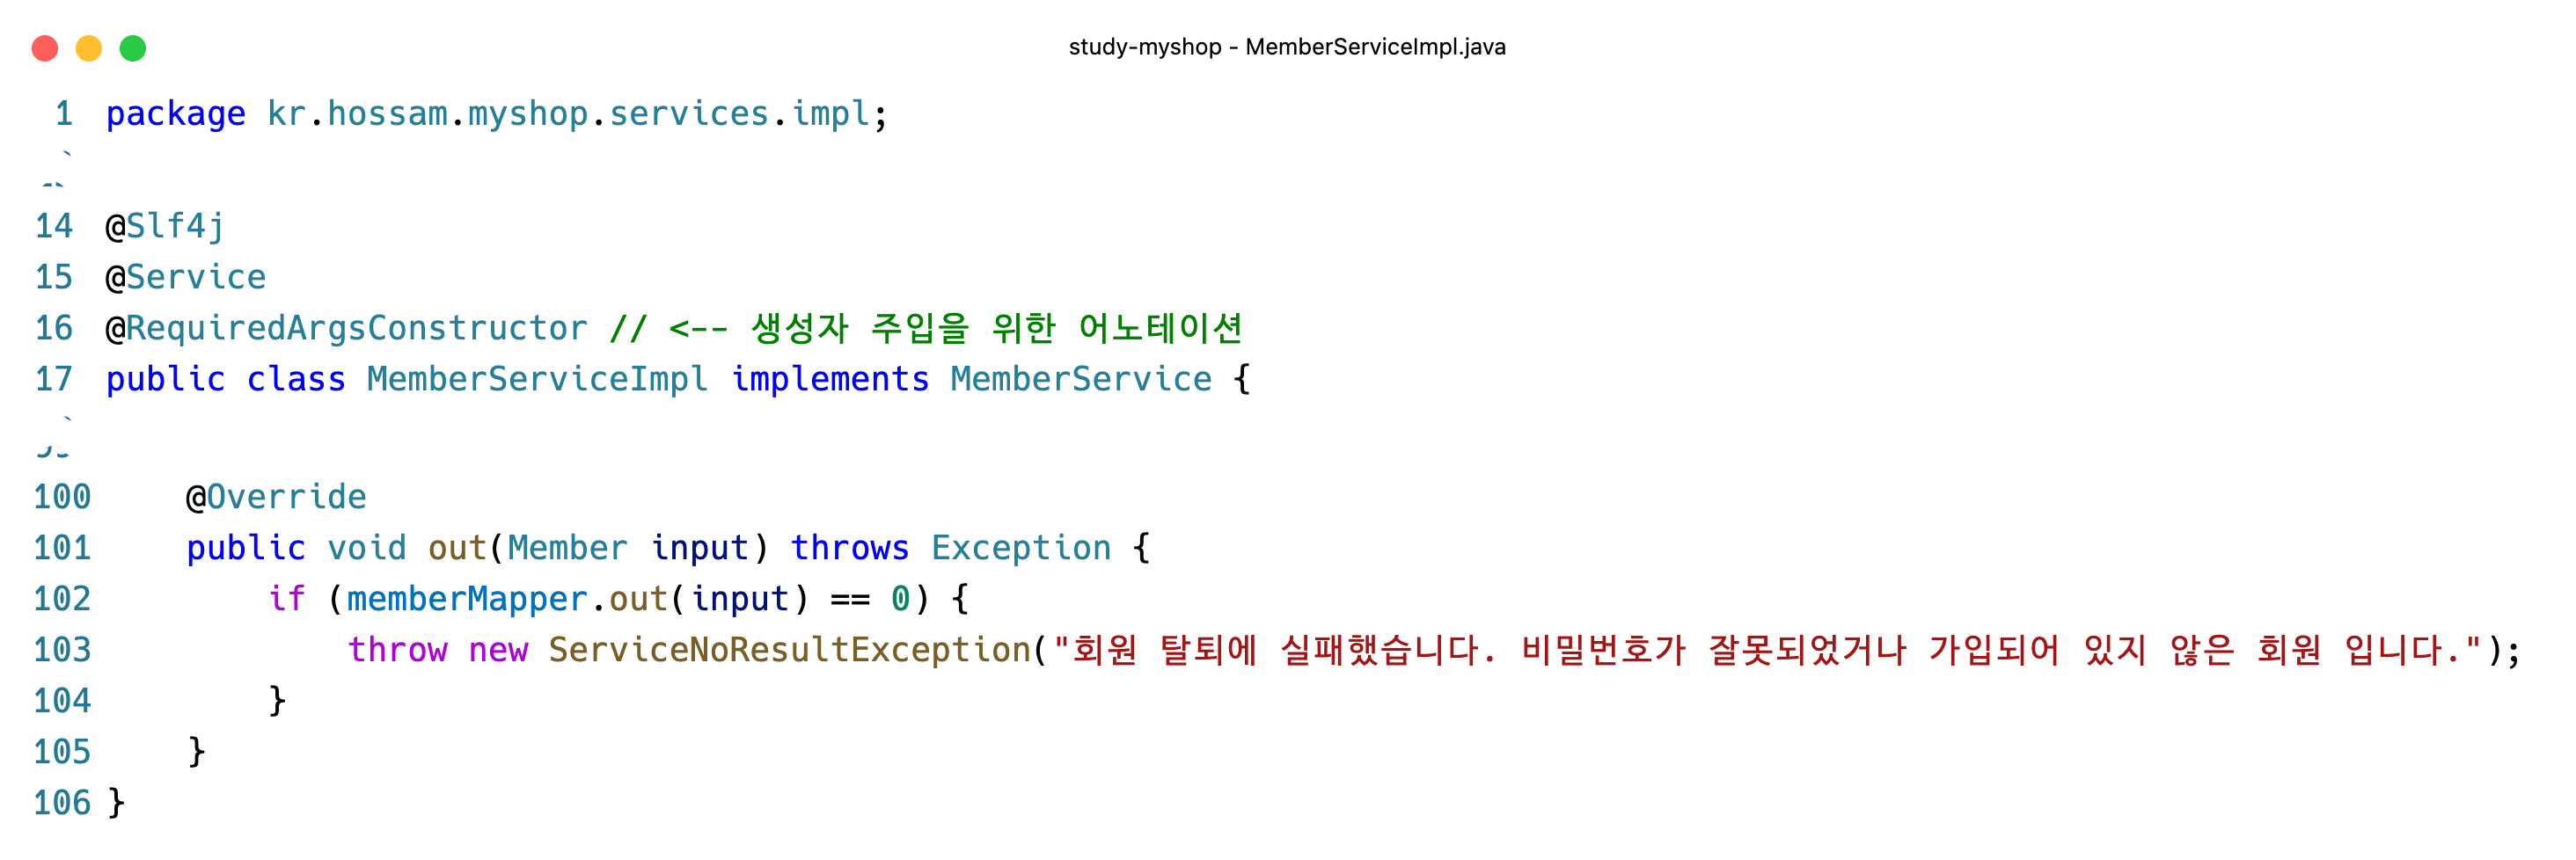 study-myshop - MemberServiceImpl.java
1 package kr.hossam.myshop.services.impl;
14 @Slf4j
15 @Service
16 @RequiredArgsConstructor // <-- 생성자 주입을 위한 어노테이션
17 public class MemberServiceImpl implements MemberService {
100     @Override
101     public void out(Member input) throws Exception {
102         if (memberMapper.out(input) == 0) {
103             throw new ServiceNoResultException("회원 탈퇴에 실패했습니다. 비밀번호가 잘못되었거나 가입되어 있지 않은 회원 입니다.");
104         }
105     }
106 }